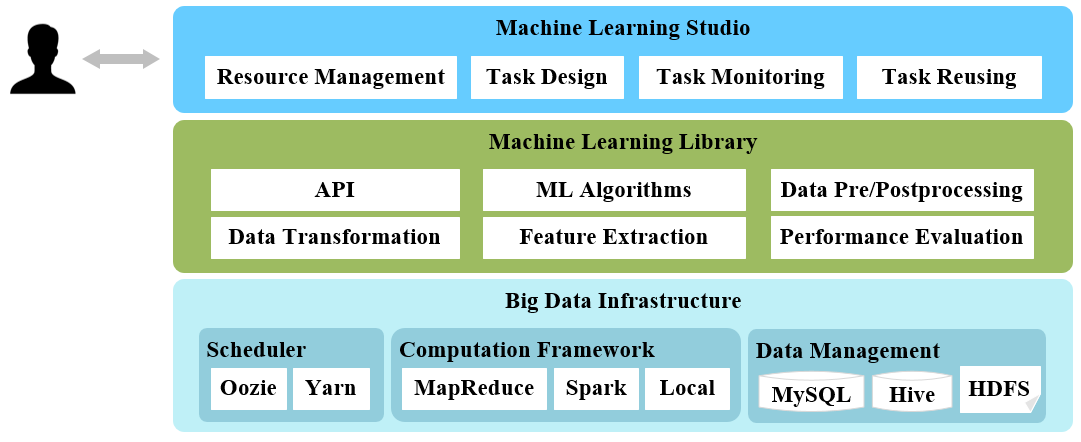 Machine Learning Studio
Resource Management Task Design Task Monitoring Task Reusing
Machine Learning Library
API ML Algorithms Data Pre/Postprocessing
Data Transformation Feature Extraction Performance Evaluation
Big Data Infrastructure
Scheduler Computation Framework Data Management
Oozie Yarn MapReduce Spark Local MySQL Hive HDFS